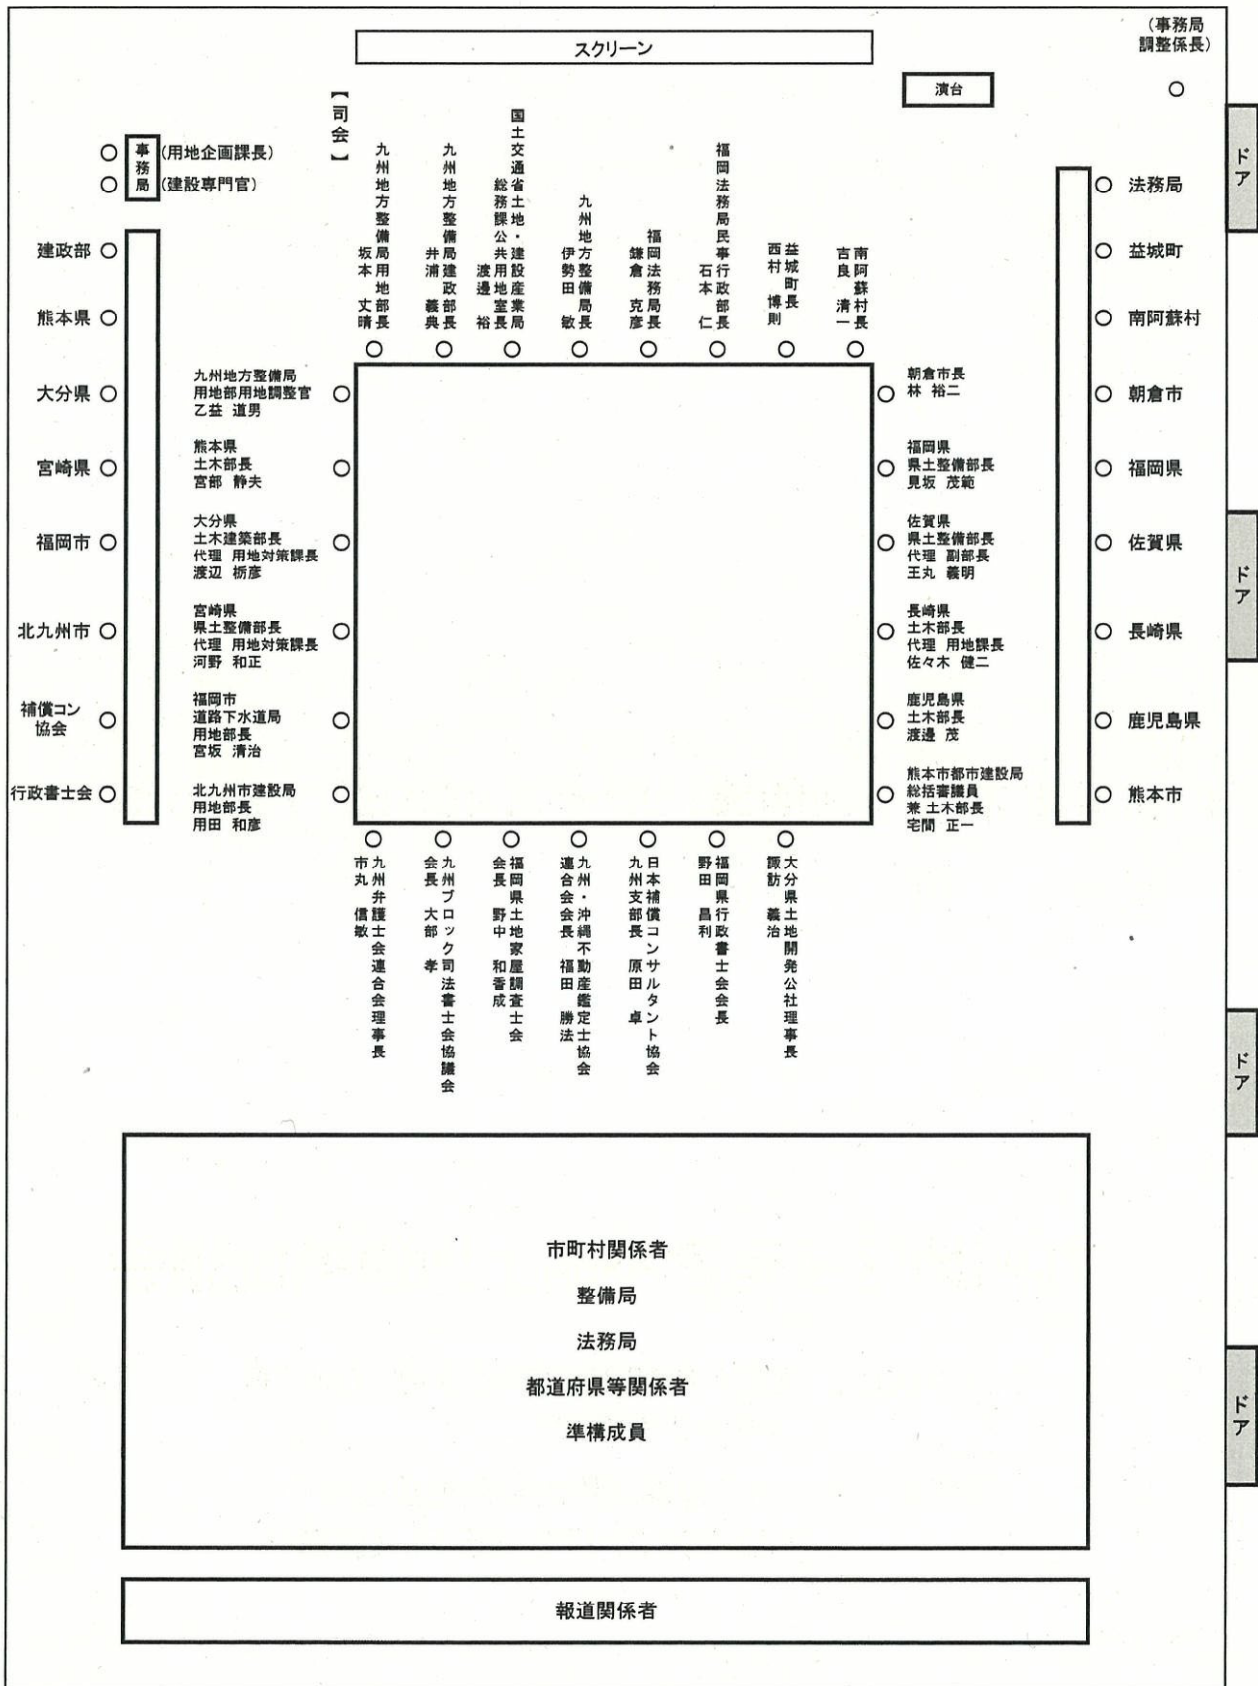 (事務局
調整係長)
スクリーン
演台
【司会】
事務局
(用地企画課長)
(建設専門官)
九州地方整備局用地部長
坂本 丈晴
九州地方整備局建政部長
井浦 義典
国土交通省土地・建設産業局
総務課公共用地室長
渡邊 裕
九州地方整備局長
伊勢田 敏
福岡法務局長
鎌倉 克彦
福岡法務局民事行政部長
石本 仁
益城町長
西村 博則
南阿蘇村長
吉良 清一
建政部
熊本県
大分県
宮崎県
福岡市
北九州市
補償コン
協会
行政書士会
九州地方整備局
用地部用地調整官
乙益 道男
熊本県
土木部長
宮部 静夫
大分県
土木建築部長
代理 用地対策課長
渡辺 栃彦
宮崎県
県土整備部長
代理 用地対策課長
河野 和正
福岡市
道路下水道局
用地部長
宮坂 清治
北九州市建設局
用地部長
用田 和彦
朝倉市長
林 裕二
福岡県
県土整備部長
見坂 茂範
佐賀県
県土整備部長
代理 副部長
王丸 義明
長崎県
土木部長
代理 用地課長
佐々木 健二
鹿児島県
土木部長
渡邊 茂
熊本市都市建設局
総括審議員
兼 土木部長
宅間 正一
法務局
益城町
南阿蘇村
朝倉市
福岡県
佐賀県
長崎県
鹿児島県
熊本市
ドア
ドア
ドア
ドア
九州弁護士会連合会理事長
市丸 信敏
九州ブロック司法書士会協議会
会長 大部 孝
福岡県土地家屋調査士会
会長 野中 和香成
九州・沖縄不動産鑑定士協会
連合会会長 福田 勝法
日本補償コンサルタント協会
九州支部長 原田 卓
福岡県行政書士会会長
野田 昌利
大分県土地開発公社理事長
諏訪 義治
市町村関係者
整備局
法務局
都道府県等関係者
準構成員
報道関係者